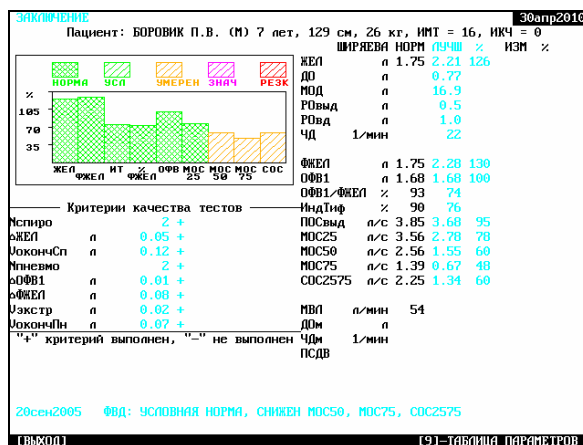 ЗАКЛЮЧЕНИЕ 30апр2010
Пациент: БОРОВИК П.В. (М) 7 лет, 129 см, 26 кг, ИМТ = 16, ИКЧ = 0
ШИРЯЕВА НОРМ ЛУЧШ % ИЗМ %
ЖЕЛ л 1.75 2.21 126
ДО л 0.77
МОД л 16.9
РОвыд л 0.5
РОвд л 1.0
ЧД 1/мин 22
ФЖЕЛ л 1.75 2.28 130
ОФВ1 л 1.68 1.68 100
ОФВ1/ФЖЕЛ % 93 74
ИндТиф % 90 76
ПОСвыд л/с 3.85 3.68 95
МОС25 л/с 3.56 2.78 78
МОС50 л/с 2.56 1.55 60
МОС75 л/с 1.39 0.67 48
СОС2575 л/с 2.25 1.34 60
МВЛ л/мин 54
ДОм л
ЧДм 1/мин
ПСДВ
НОРМА УСЛ УМЕРЕН ЗНАЧ РЕЗК
%
105
70
35
ЖЕЛ ИТ % ОФВ МОС МОС МОС СОС
ФЖЕЛ ФЖЕЛ 25 50 75
Критерии качества тестов
Nспиро 2 +
△ЖЕЛ л 0.05 +
VокончСп л 0.12 +
Nпневмо 2 +
△ОФВ1 л 0.01 +
△ФЖЕЛ л 0.08 +
Vэкстр л 0.02 +
VокончПн л 0.07 +
"+" критерий выполнен, "-" не выполнен
20сен2005 ФВД: УСЛОВНАЯ НОРМА, СНИЖЕН МОС50, МОС75, СОС2575
[ВЫХОД] [9]-ТАБЛИЦА ПАРАМЕТРОВ